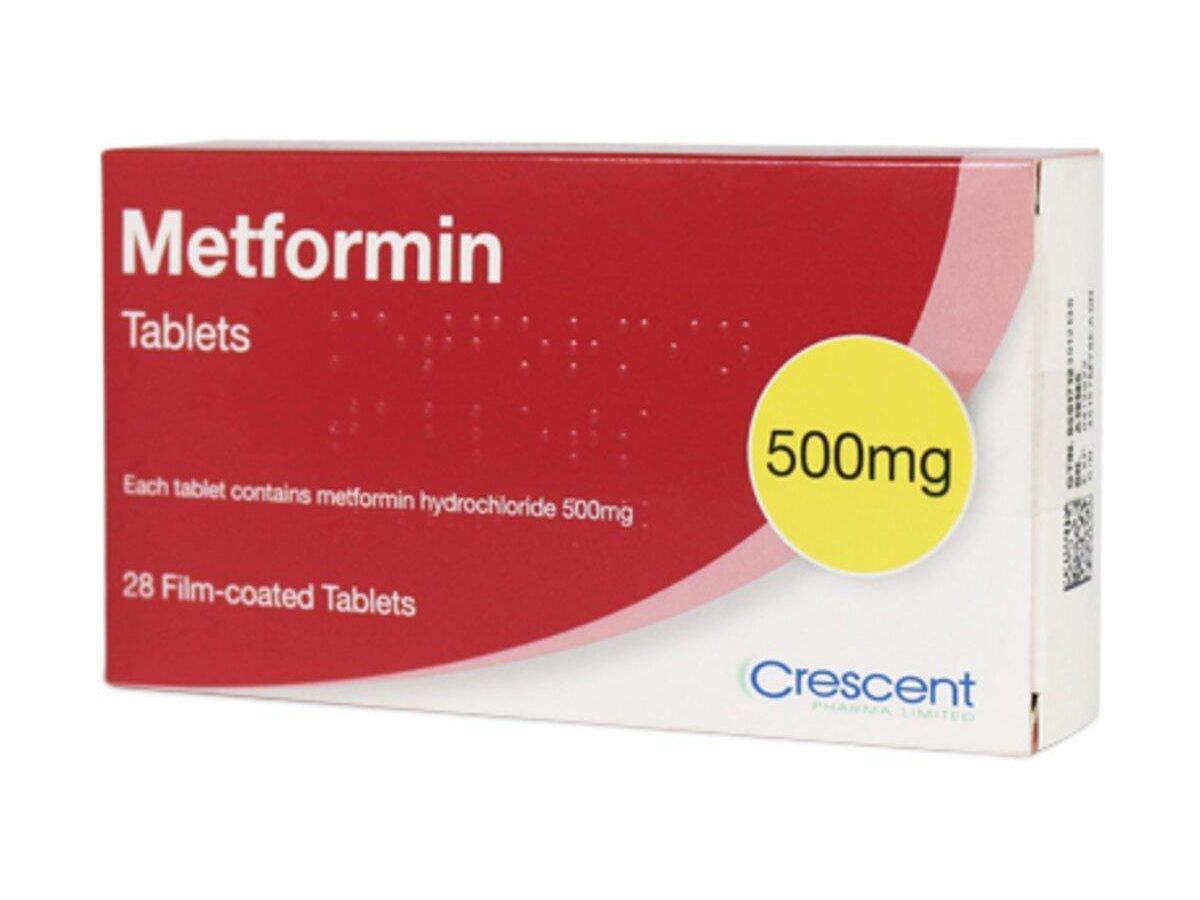 Metformin
Tablets
Each tablet contains metformin hydrochloride 500mg
28 Film-coated Tablets
500mg
Crescent
PHARMA LIMITED